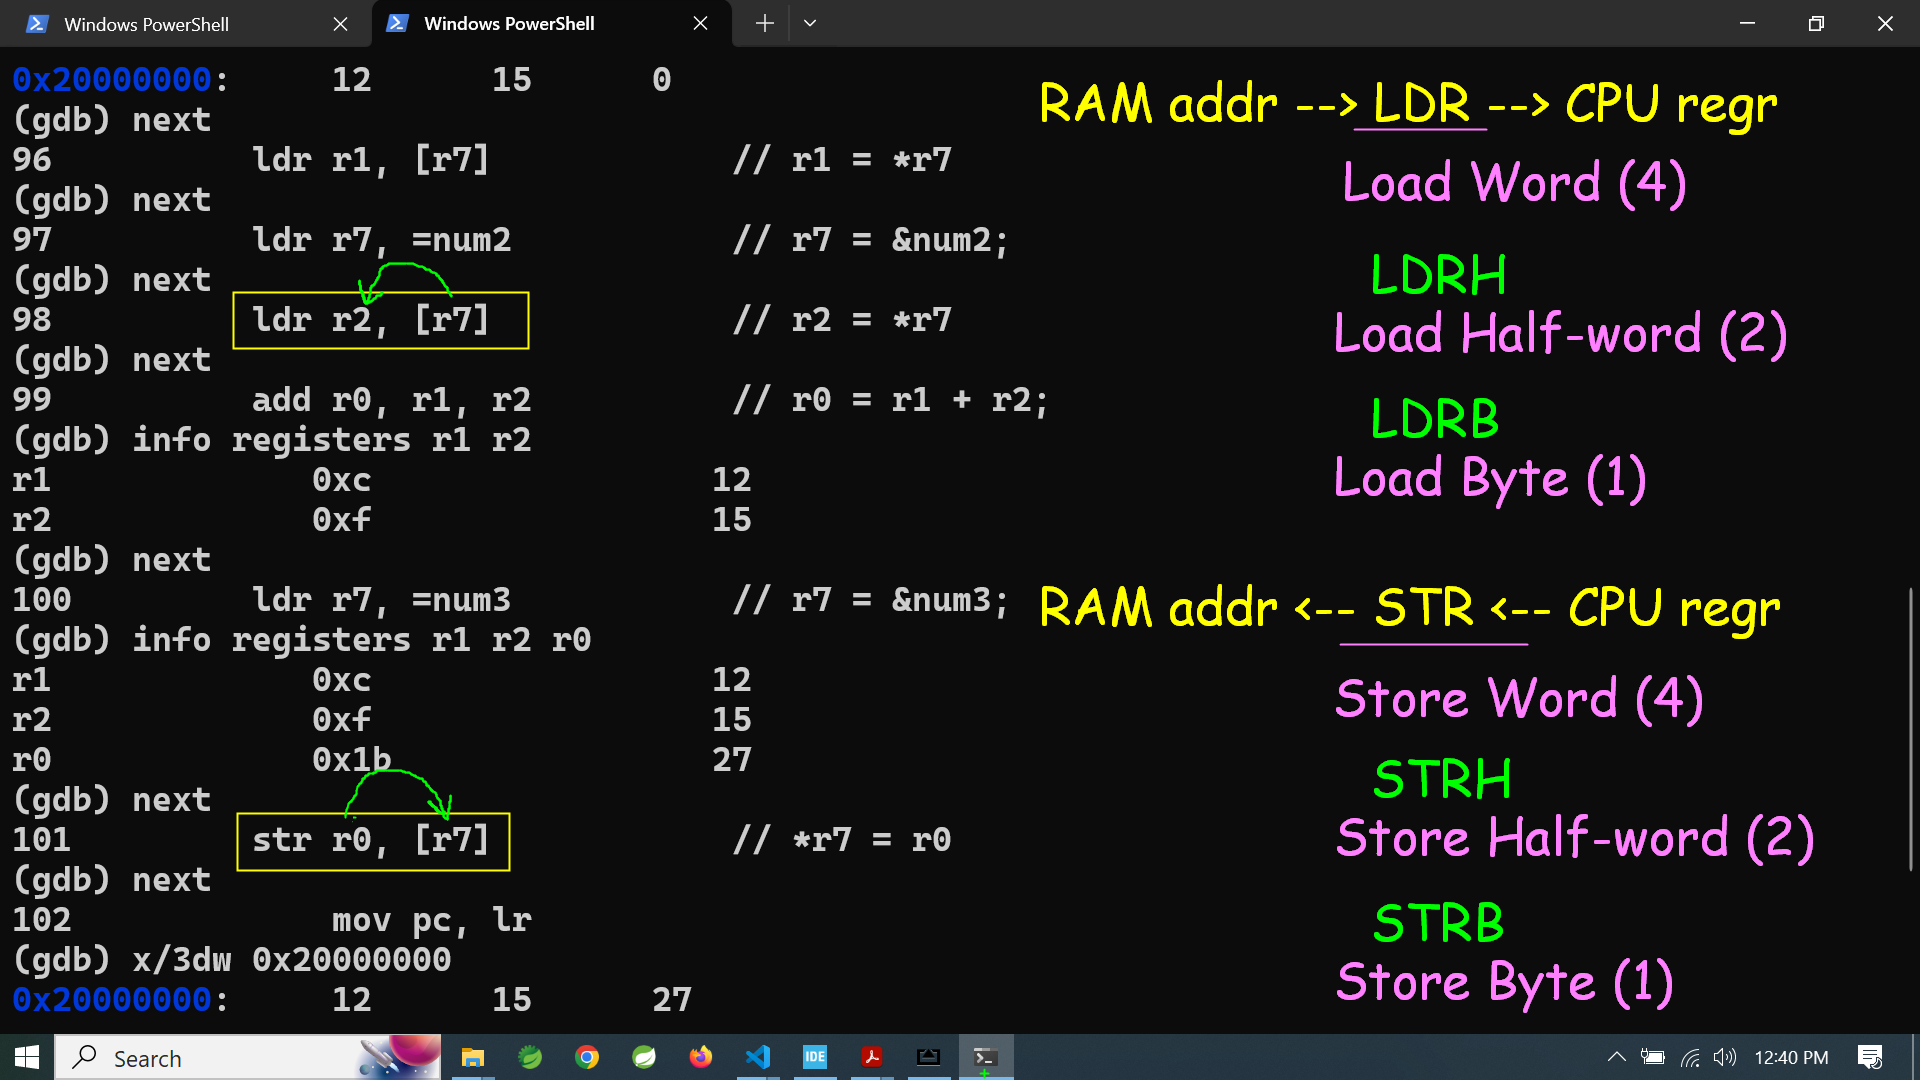 Windows PowerShell
Windows PowerShell
0x20000000: 12 15 0
(gdb) next
96 ldr r1, [r7] // r1 = *r7
(gdb) next
97 ldr r7, =num2 // r7 = &num2;
(gdb) next
98 ldr r2, [r7] // r2 = *r7
(gdb) next
99 add r0, r1, r2 // r0 = r1 + r2;
(gdb) info registers r1 r2
r1 0xc 12
r2 0xf 15
(gdb) next
100 ldr r7, =num3 // r7 = &num3;
(gdb) info registers r1 r2 r0
r1 0xc 12
r2 0xf 15
r0 0x1b 27
(gdb) next
101 str r0, [r7] // *r7 = r0
(gdb) next
102 mov pc, lr
(gdb) x/3dw 0x20000000
0x20000000: 12 15 27
RAM addr --> LDR --> CPU regr
Load Word (4)
LDRH
Load Half-word (2)
LDRB
Load Byte (1)
RAM addr <-- STR <-- CPU regr
Store Word (4)
STRH
Store Half-word (2)
STRB
Store Byte (1)
Search
IDE
12:40 PM